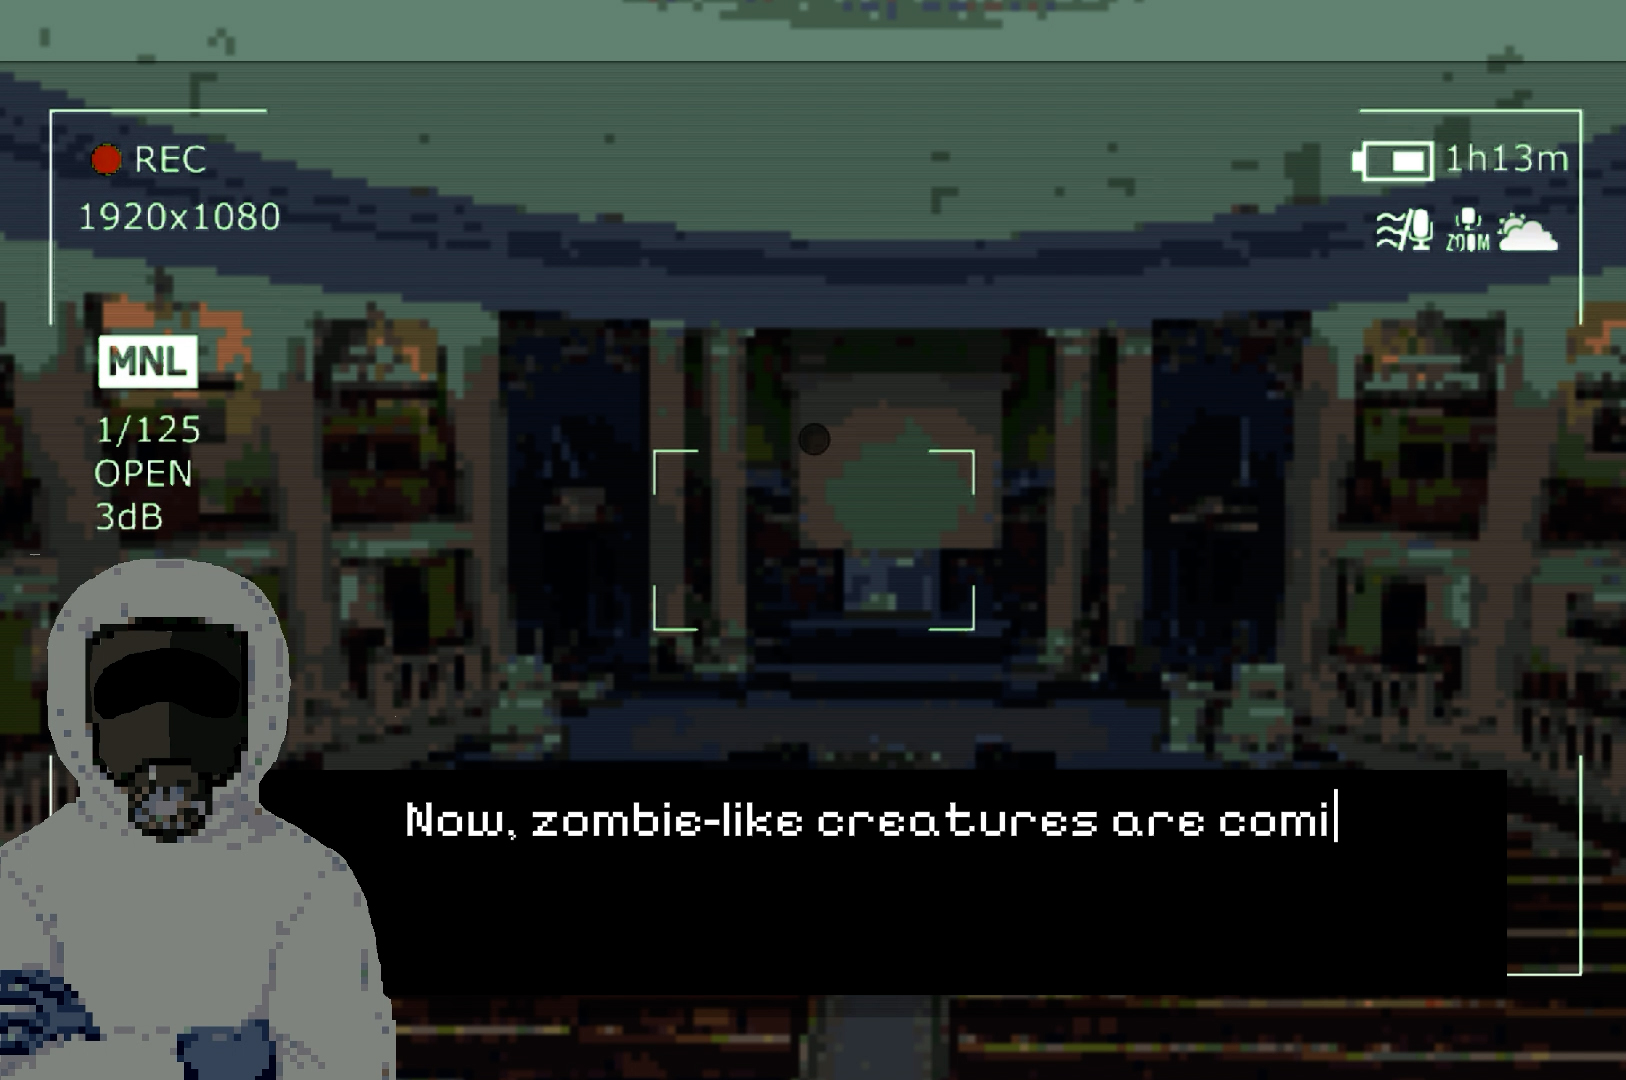 REC
1920x1080
1h13m
ZOOM
MNL
1/125
OPEN
3dB
Now, zombie-like creatures are comi